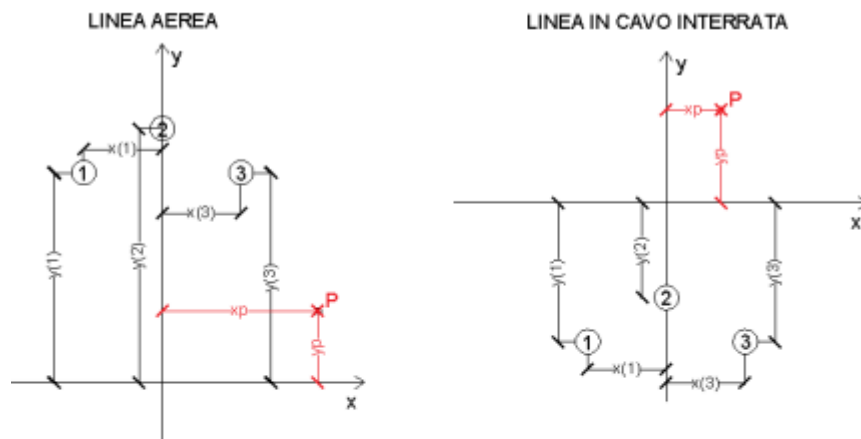 LINEA AEREA
y
2
x(1)
1
3
x(3)
y(1)
y(2)
y(3)
P
xp
yp
x
LINEA IN CAVO INTERRATA
y
P
xp
yp
x
y(1)
y(2)
y(3)
2
1
3
x(1)
x(3)